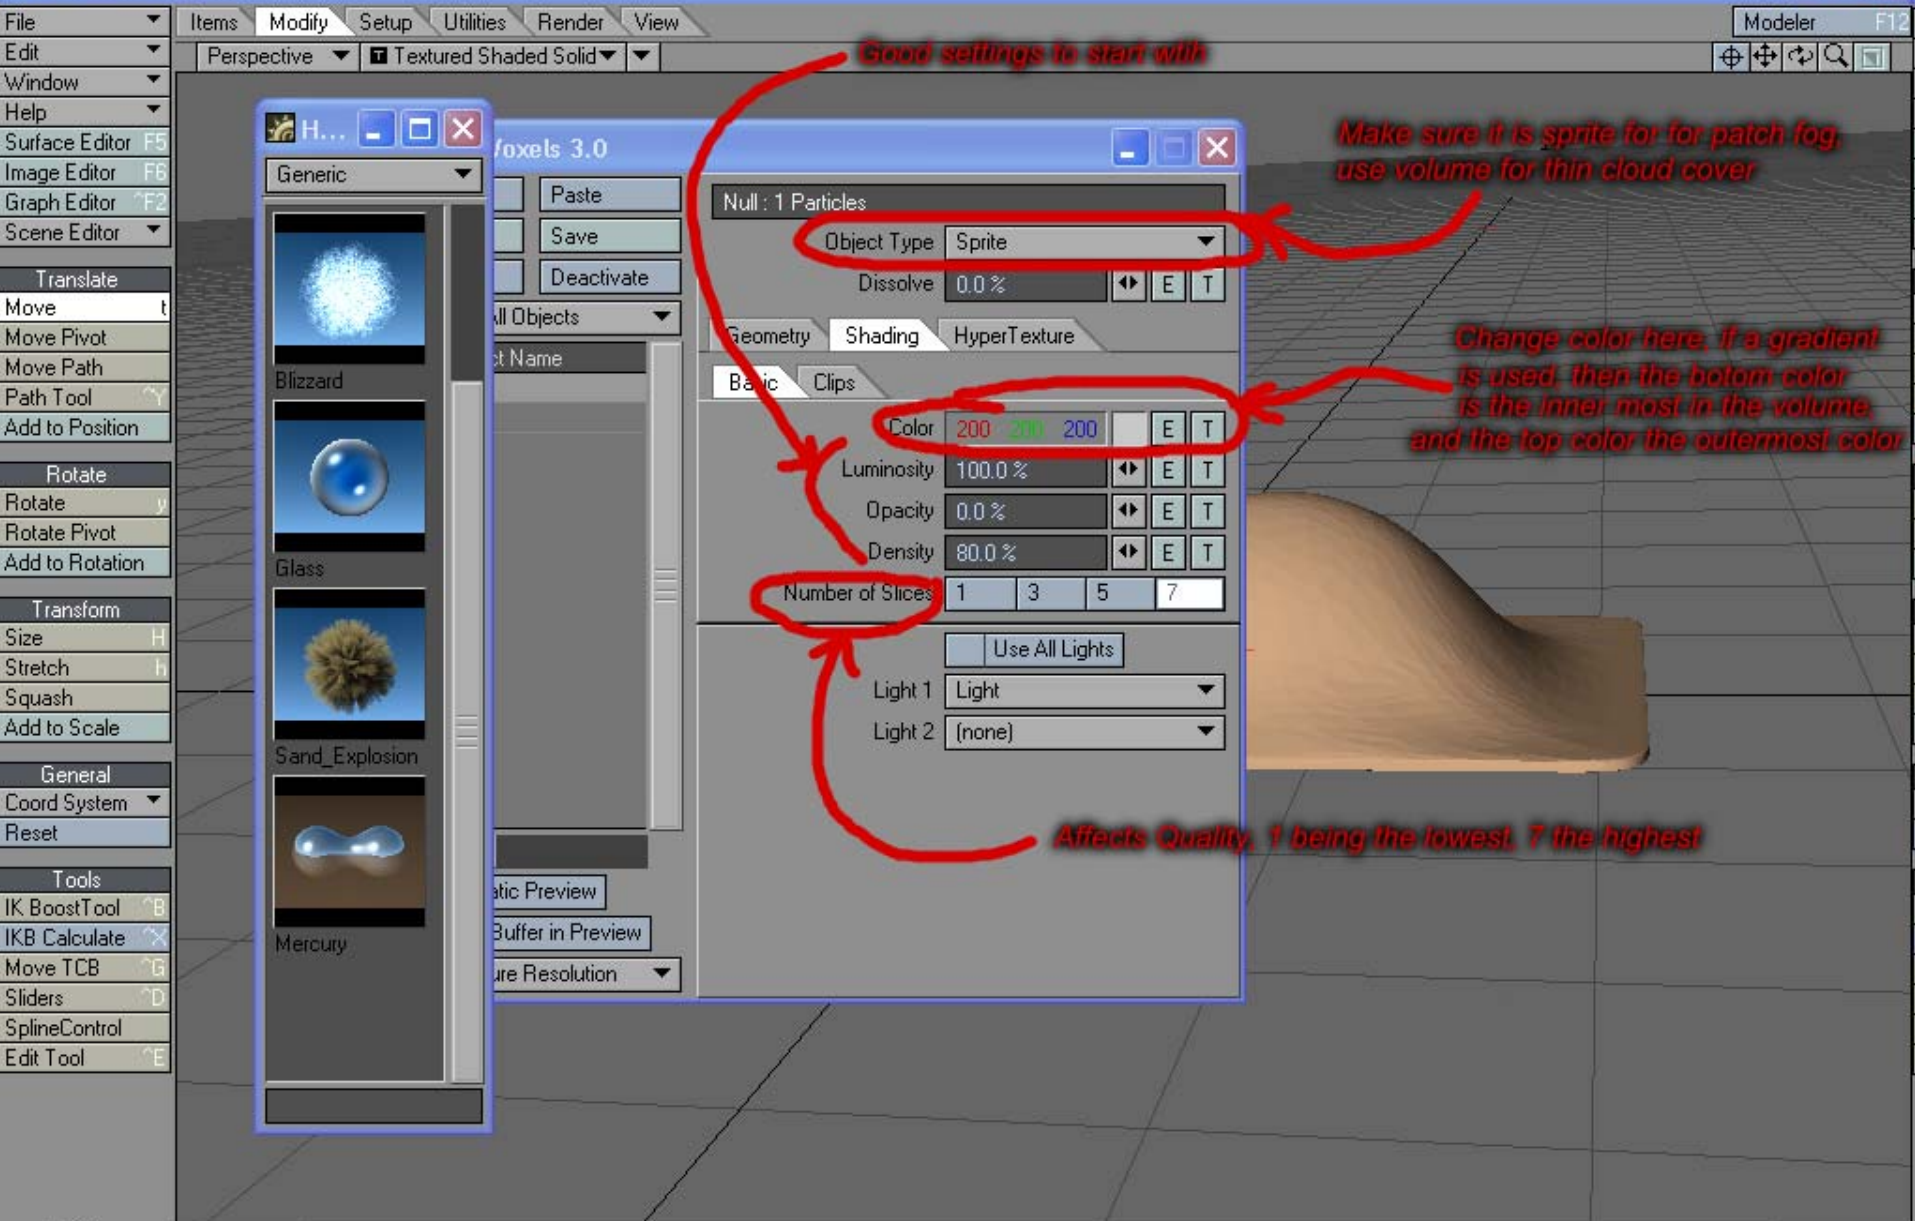 File
Edit
Window
Help
Surface Editor F5
Image Editor F6
Graph Editor ^F2
Scene Editor
Translate
Move t
Move Pivot
Move Path
Path Tool ^Y
Add to Position
Rotate
Rotate y
Rotate Pivot
Add to Rotation
Transform
Size H
Stretch h
Squash
Add to Scale
General
Coord System
Reset
Tools
IK BoostTool ^B
IKB Calculate ^X
Move TCB ^G
Sliders ^D
SplineControl
Edit Tool ^E
Items Modify Setup Utilities Render View
Modeler F12
Perspective T Textured Shaded Solid
Good settings to start with
H...
Generic
Blizzard
Glass
Sand_Explosion
Mercury
Voxels 3.0
Paste
Save
Deactivate
All Objects
ct Name
atic Preview
Buffer in Preview
ure Resolution
Null : 1 Particles
Object Type Sprite
Dissolve 0.0 % E T
Geometry Shading HyperTexture
Basic Clips
Color 200 200 200 E T
Luminosity 100.0 % E T
Opacity 0.0 % E T
Density 80.0 % E T
Number of Slices 1 3 5 7
Use All Lights
Light 1 Light
Light 2 (none)
Make sure it is sprite for for patch fog,
use volume for thin cloud cover
Change color here, if a gradient
is used, then the botom color
is the inner most in the volume,
and the top color the outermost color
Affects Quality, 1 being the lowest, 7 the highest